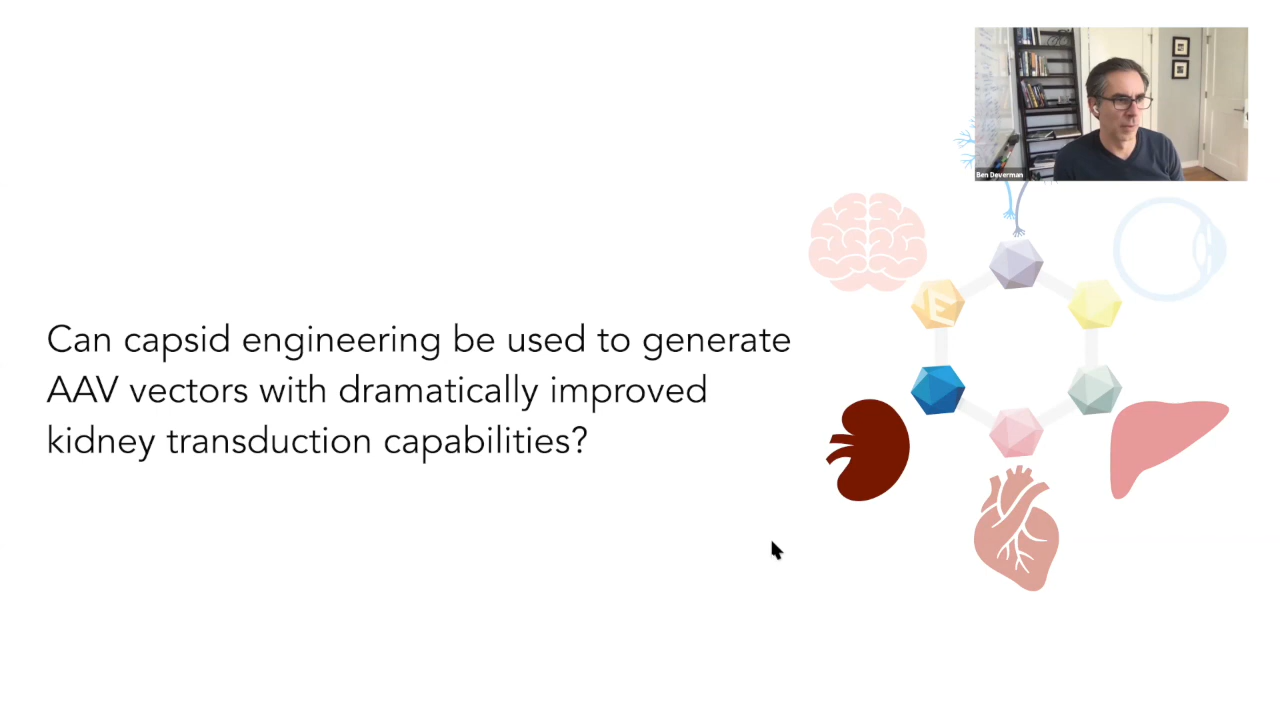 Ben Deverman
Can capsid engineering be used to generate
AAV vectors with dramatically improved
kidney transduction capabilities?